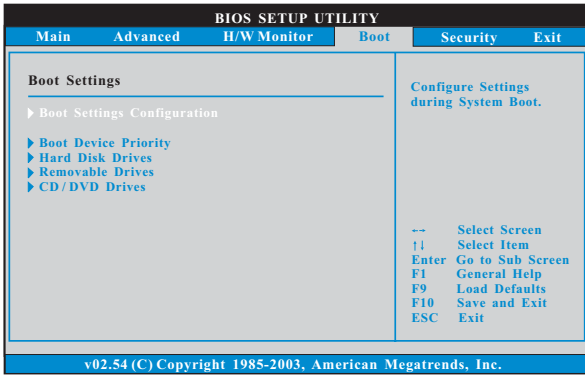 BIOS SETUP UTILITY
Main Advanced H/W Monitor Boot Security Exit
Boot Settings
Boot Settings Configuration
Boot Device Priority
Hard Disk Drives
Removable Drives
CD / DVD Drives
Configure Settings
during System Boot.
←→ Select Screen
↑↓ Select Item
Enter Go to Sub Screen
F1 General Help
F9 Load Defaults
F10 Save and Exit
ESC Exit
v02.54 (C) Copyright 1985-2003, American Megatrends, Inc.